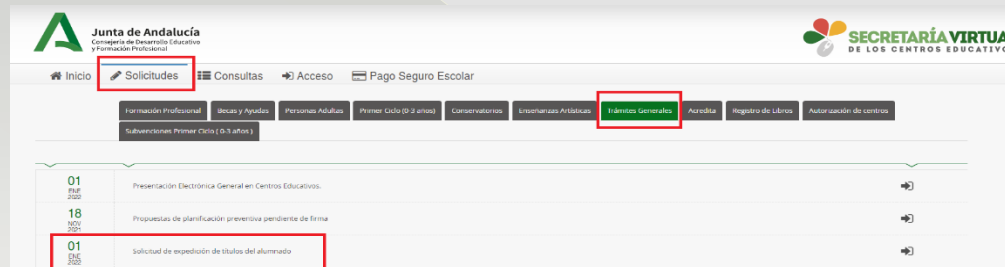 Junta de Andalucía
Consejería de Desarrollo Educativo
y Formación Profesional
SECRETARÍA VIRTUA
DE LOS CENTROS EDUCATIVO
Inicio Solicitudes Consultas Acceso Pago Seguro Escolar
Formación Profesional Becas y Ayudas Personas Adultas Primer Ciclo (0-3 años) Conservatorios Enseñanzas Artísticas Trámites Generales Acredita Registro de Libros Autorización de centros
Subvenciones Primer Ciclo ( 0-3 años )
01
ENE
2022
Presentación Electrónica General en Centros Educativos.
18
NOV
2021
Propuestas de planificación preventiva pendiente de firma
01
ENE
2022
Solicitud de expedición de títulos del alumnado